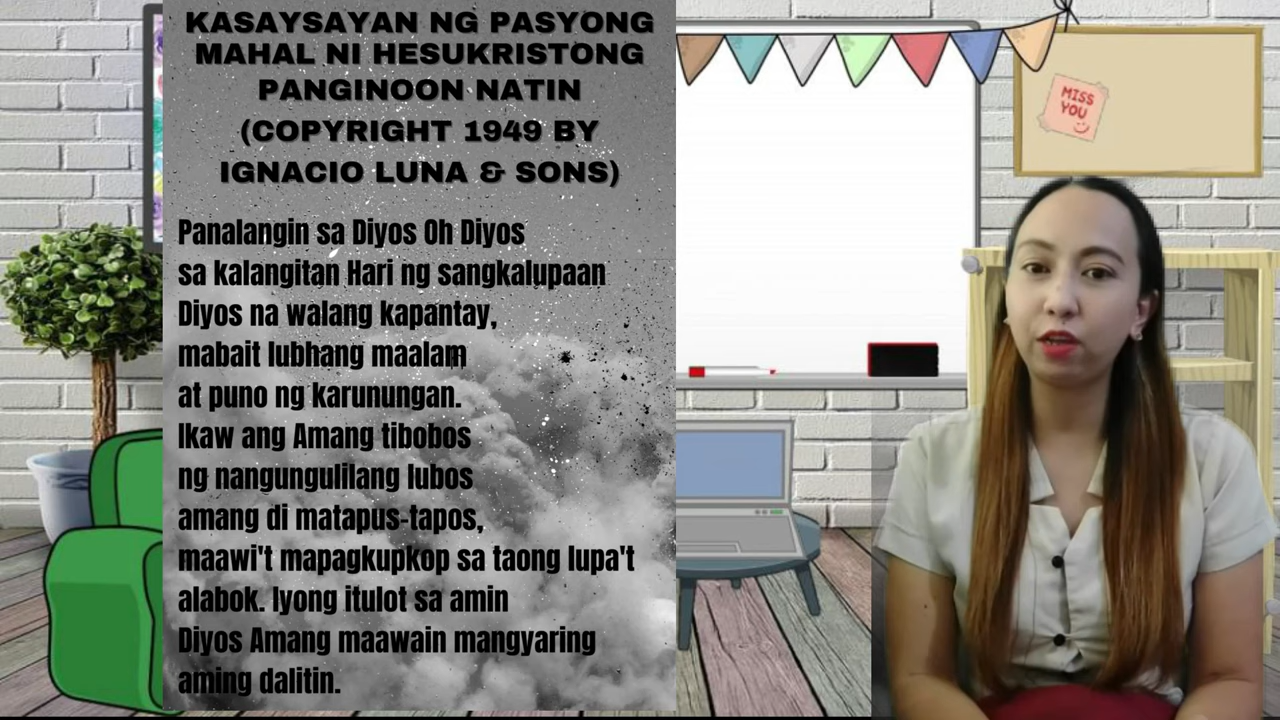 KASAYSAYAN NG PASYONG
MAHAL NI HESUKRISTONG
PANGINOON NATIN
(COPYRIGHT 1949 BY
IGNACIO LUNA & SONS)
Panalangin sa Diyos Oh Diyos
sa kalangitan Hari ng sangkalupaan
Diyos na walang kapantay,
mabait lubhang maalam
at puno ng karunungan.
Ikaw ang Amang tibobos
ng nangungulilang lubos
amang di matapus-tapos,
maawi't mapagkupkop sa taong lupa't
alabok. Iyong itulot sa amin
Diyos Amang maawain mangyaring
aming dalitin.
MISS
YOU